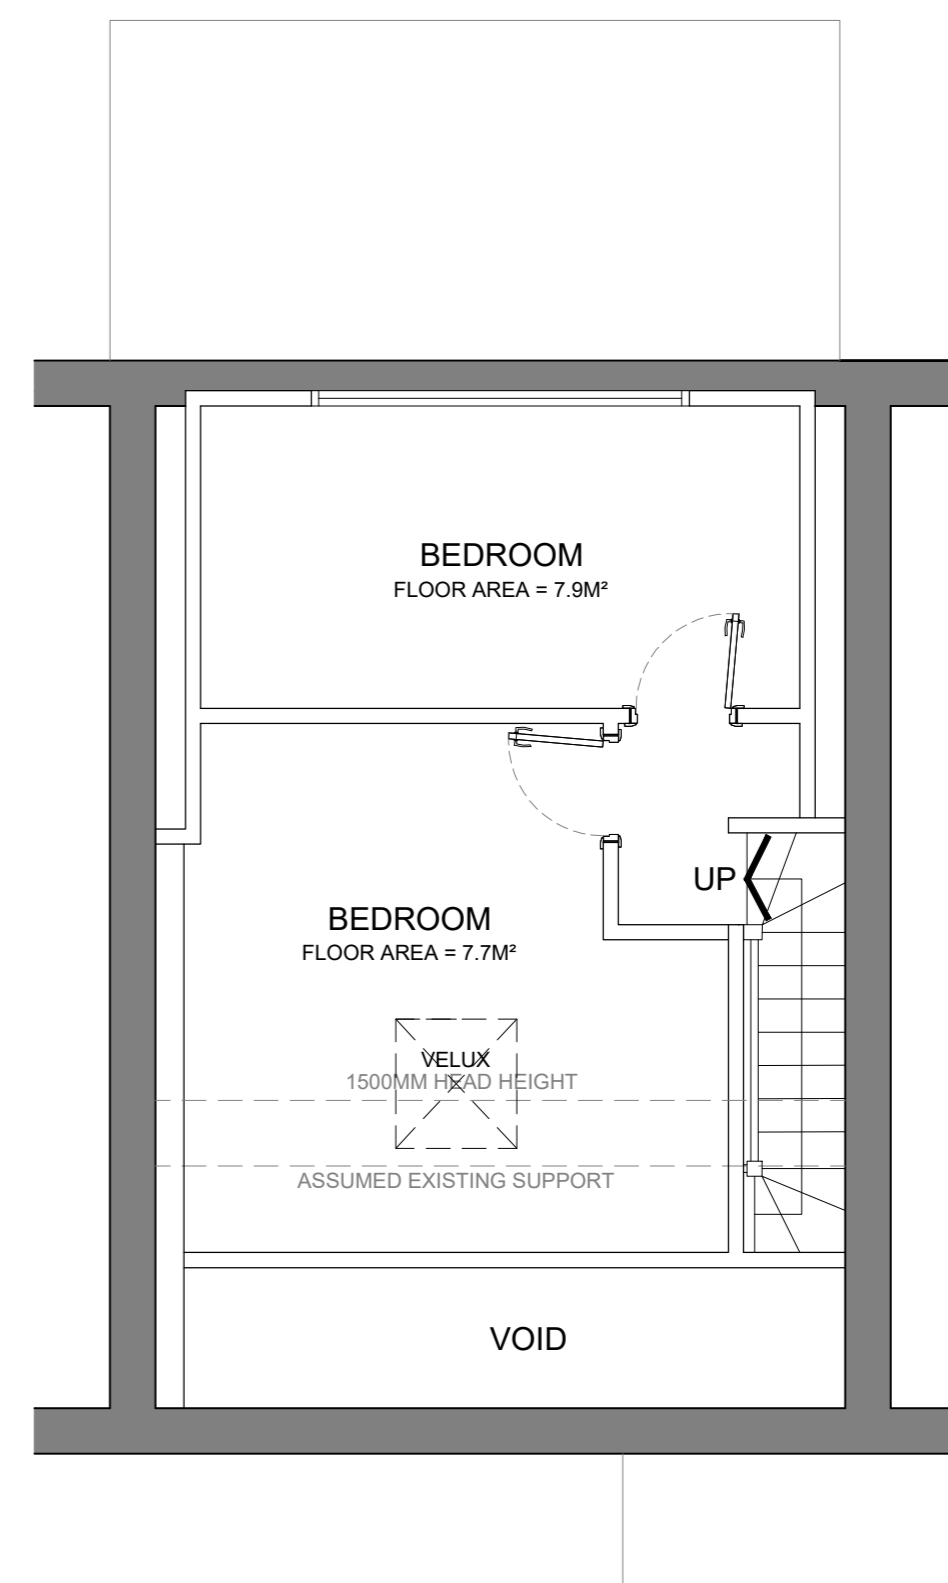 BEDROOM
FLOOR AREA = 7.9M²
UP
BEDROOM
FLOOR AREA = 7.7M²
VELUX
1500MM HEAD HEIGHT
ASSUMED EXISTING SUPPORT
VOID